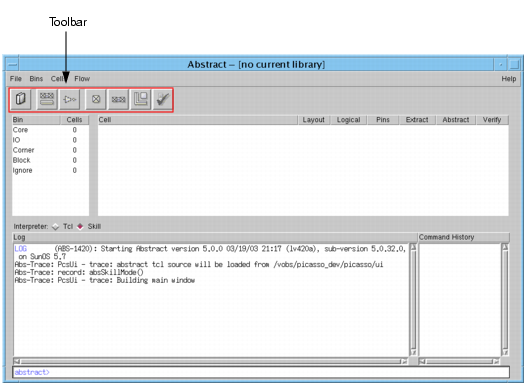 Toolbar
Abstract – [no current library]
File Bins Cells Flow Help
Bin Cells Cell Layout Logical Pins Extract Abstract Verify
Core 0
IO 0
Corner 0
Block 0
Ignore 0
Interpreter: Tcl Skill
Log Command History
LOG (ABS-1420): Starting Abstract version 5.0.0 03/19/03 21:17 (lv420a), sub-version 5.0.32.0,
on SunOS 5.7
Abs-Trace: PcsUi - trace: abstract tcl source will be loaded from /vobs/picasso_dev/picasso/ui
Abs-Trace: record: absSkillMode()
Abs-Trace: PcsUi - trace: Building main window
abstract>